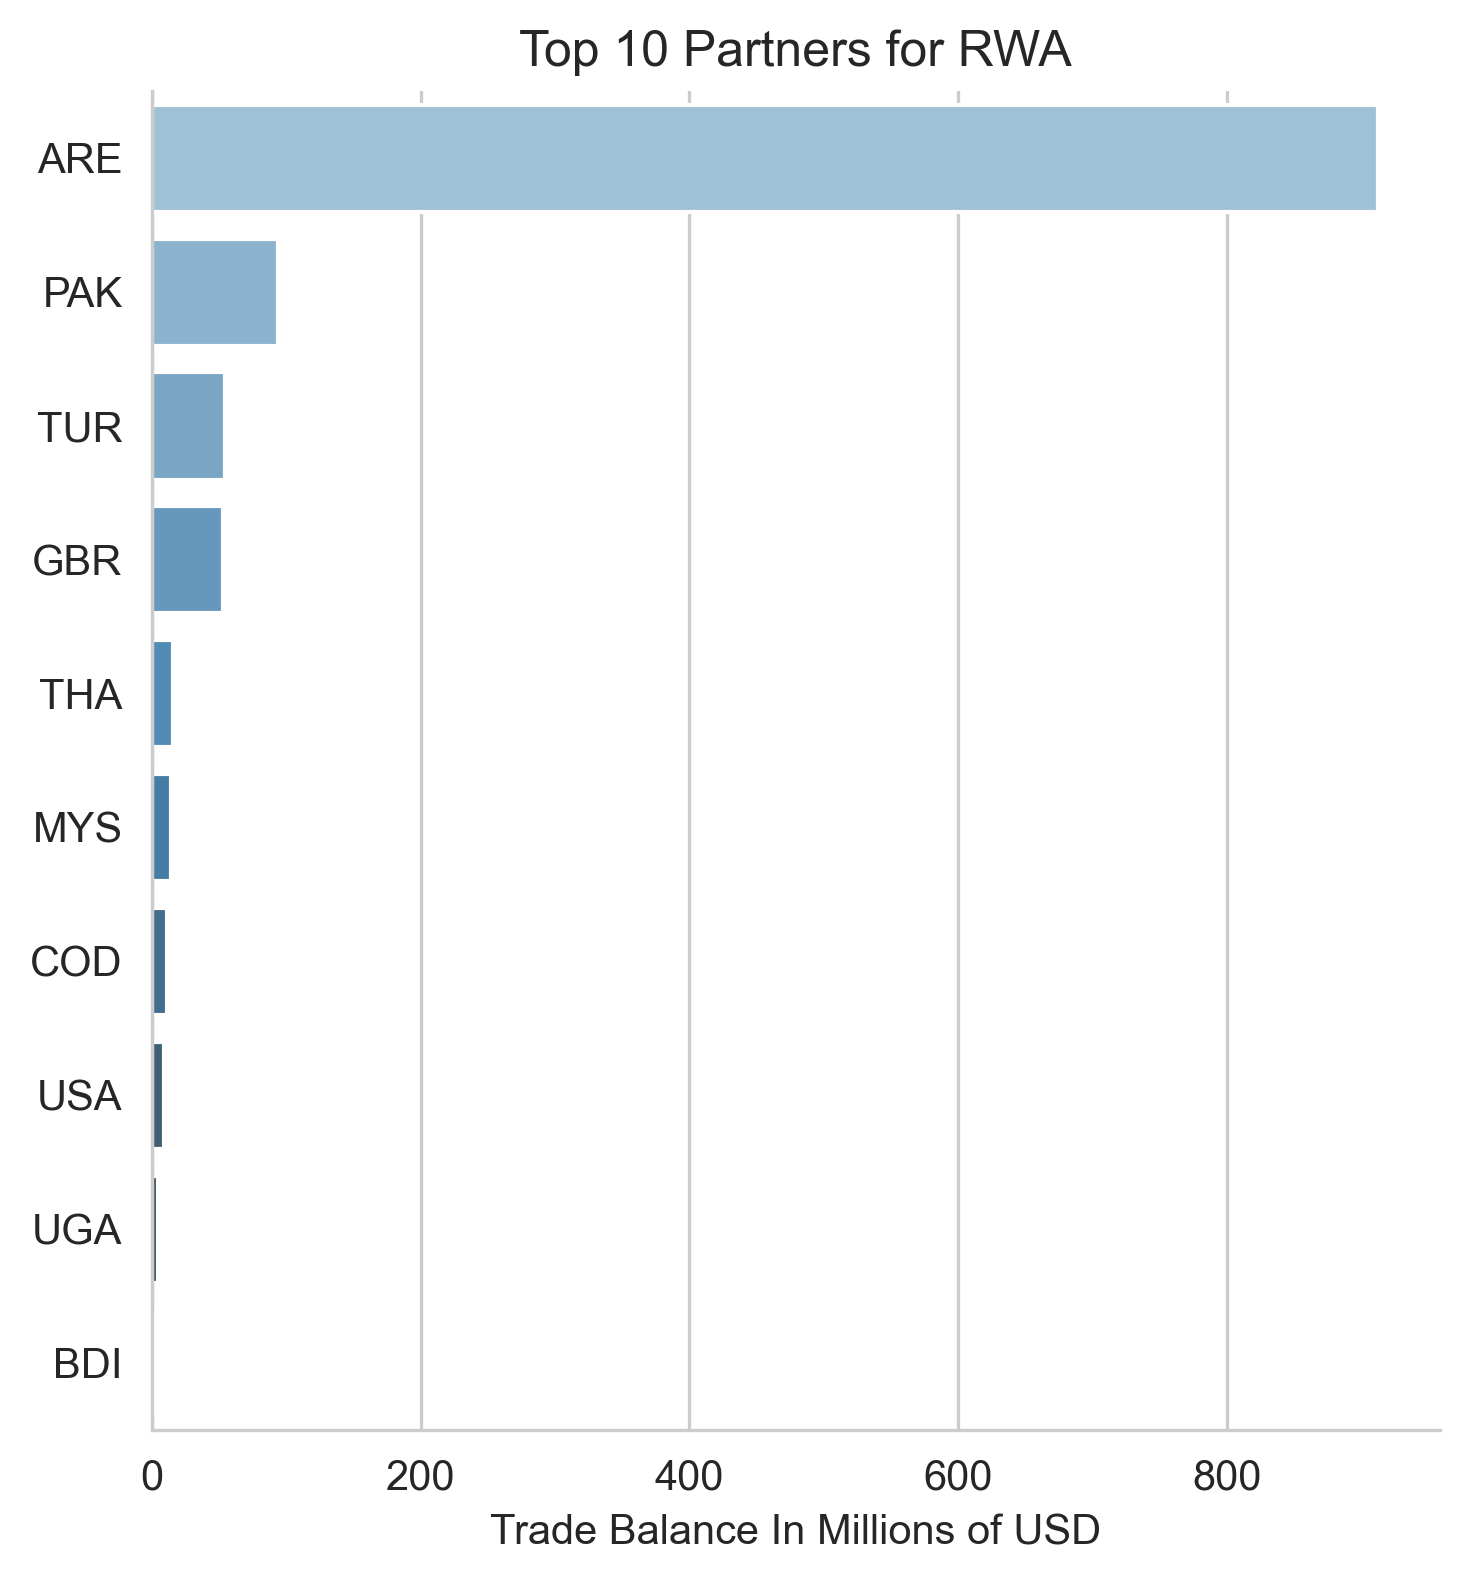 Top 10 Partners for RWA
ARE
PAK
TUR
GBR
THA
MYS
COD
USA
UGA
BDI
0 200 400 600 800
Trade Balance In Millions of USD